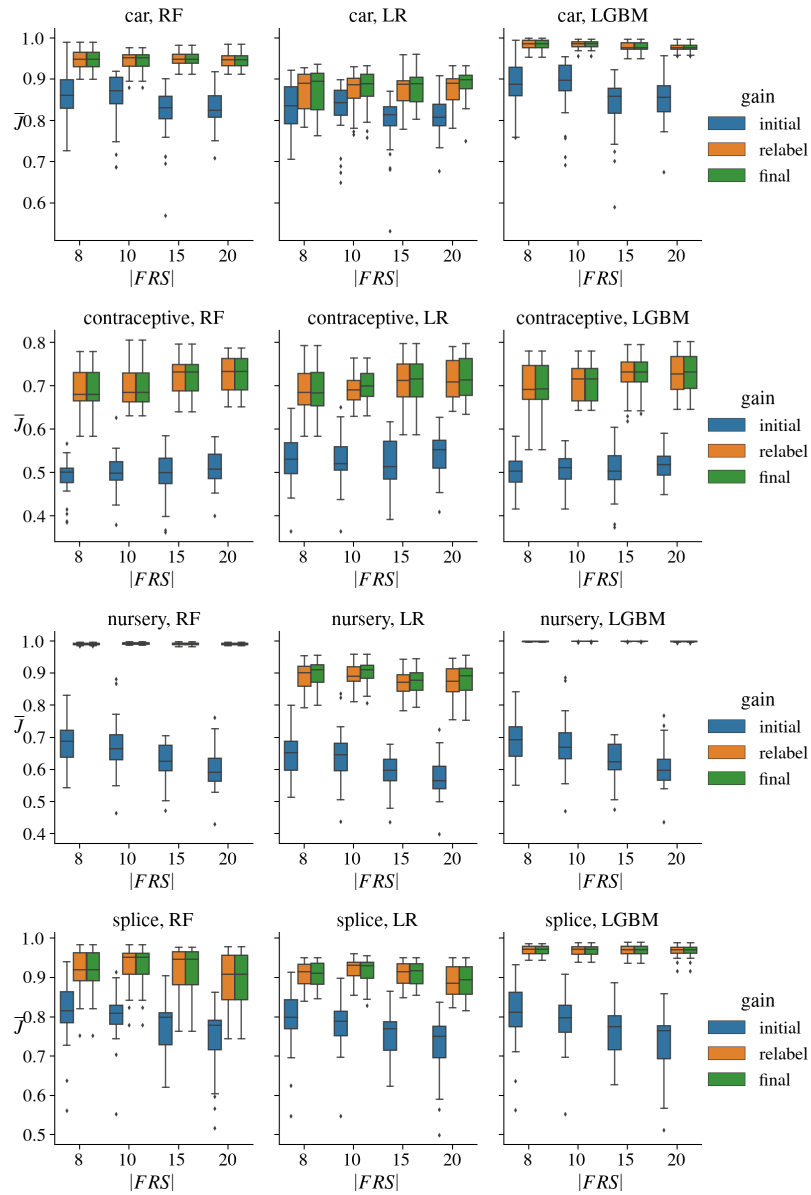 car, RF
car, LR
car, LGBM
1.0
0.9
0.8
0.7
0.6
J̅
8 10 15 20
|FRS|
8 10 15 20
|FRS|
8 10 15 20
|FRS|
gain
initial
relabel
final
contraceptive, RF
contraceptive, LR
contraceptive, LGBM
0.8
0.7
0.6
0.5
0.4
J̅
8 10 15 20
|FRS|
8 10 15 20
|FRS|
8 10 15 20
|FRS|
gain
initial
relabel
final
nursery, RF
nursery, LR
nursery, LGBM
1.0
0.9
0.8
0.7
0.6
0.5
0.4
J̅
8 10 15 20
|FRS|
8 10 15 20
|FRS|
8 10 15 20
|FRS|
gain
initial
relabel
final
splice, RF
splice, LR
splice, LGBM
1.0
0.9
0.8
0.7
0.6
0.5
J̅
8 10 15 20
|FRS|
8 10 15 20
|FRS|
8 10 15 20
|FRS|
gain
initial
relabel
final